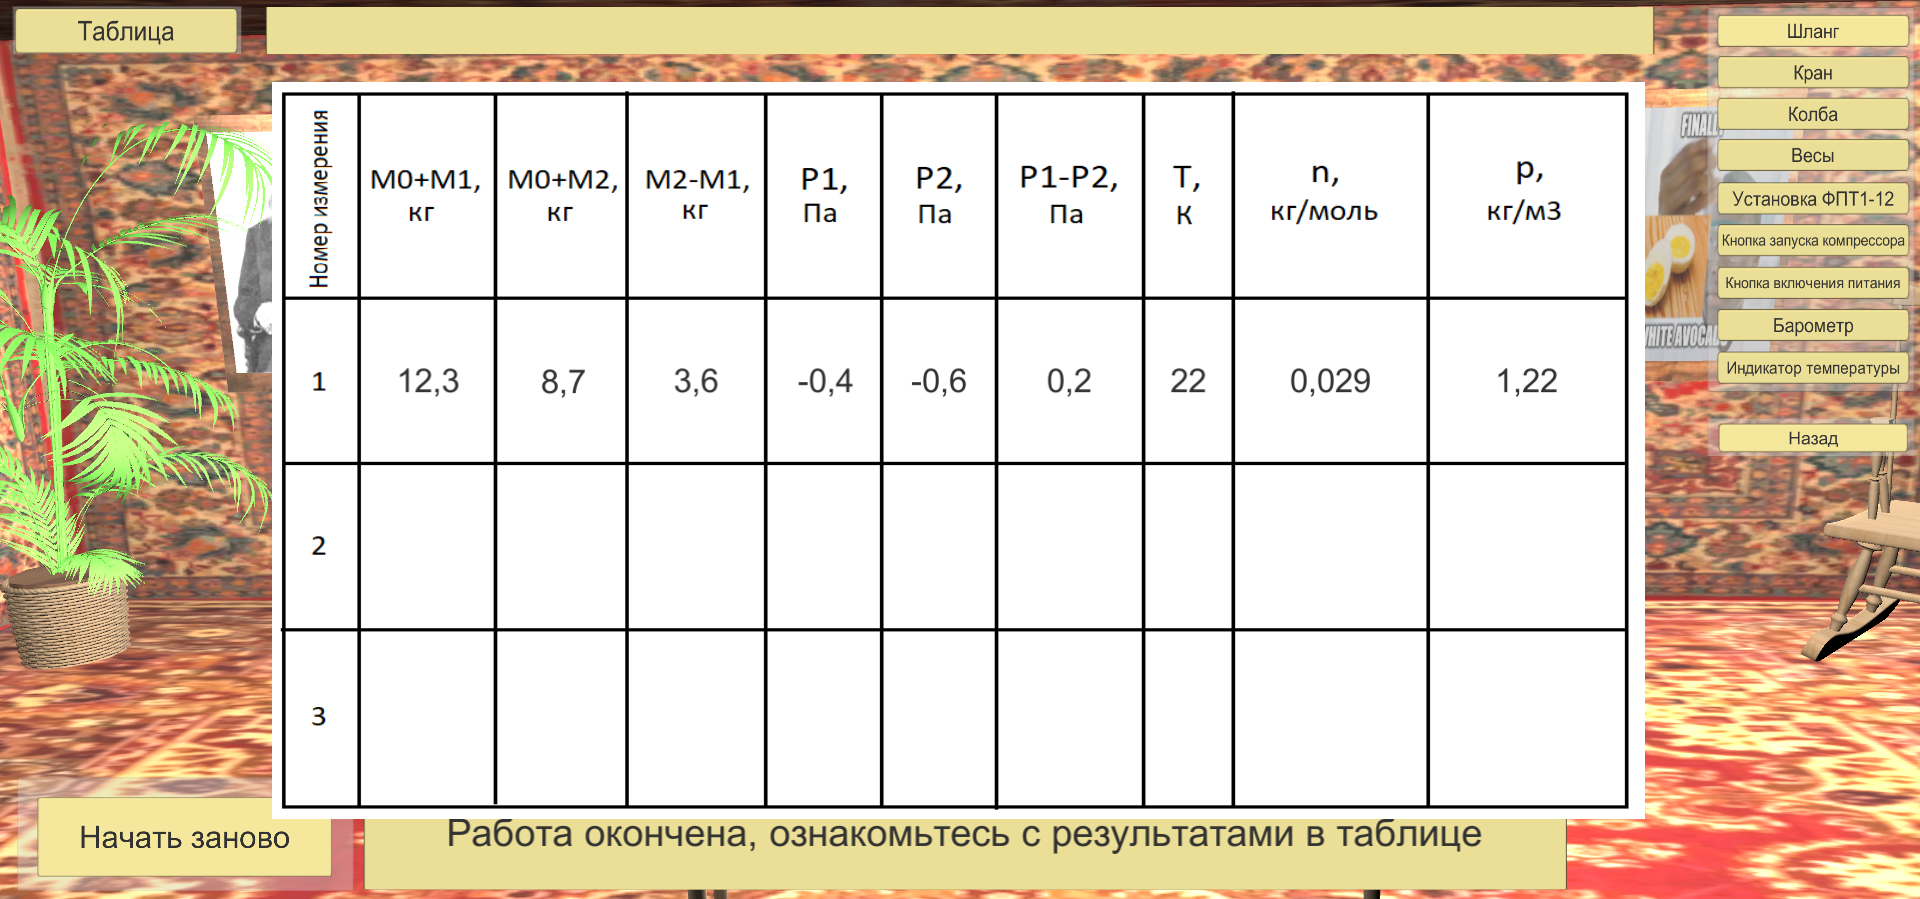 Таблица
Шланг
Кран
Колба
Весы
Установка ФПТ1-12
Кнопка запуска компрессора
Кнопка включения питания
Барометр
Индикатор температуры
Назад
Номер измерения
M0+M1, кг
M0+M2, кг
M2-M1, кг
P1, Па
P2, Па
P1-P2, Па
T, К
n, кг/моль
p, кг/м3
1 12,3 8,7 3,6 -0,4 -0,6 0,2 22 0,029 1,22
2
3
Начать заново
Работа окончена, ознакомьтесь с результатами в таблице